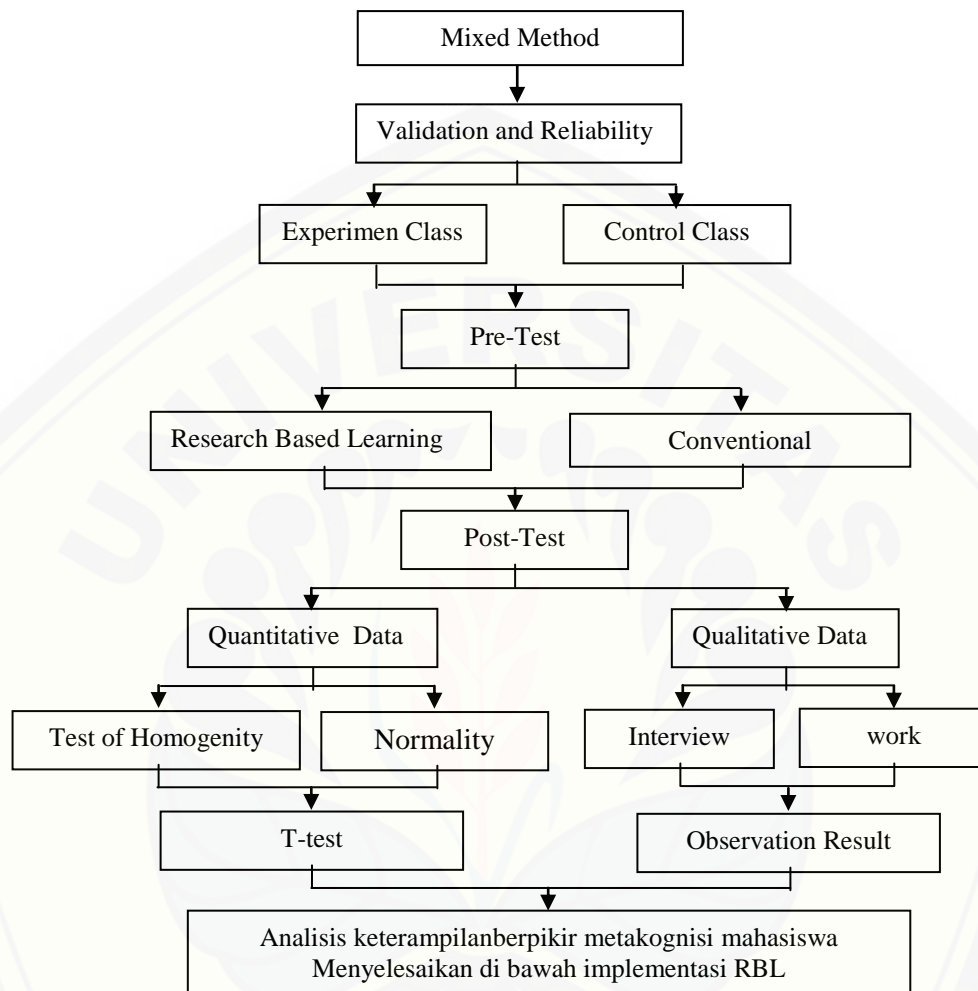 Mixed Method
Validation and Reliability
Experimen Class
Control Class
Pre-Test
Research Based Learning
Conventional
Post-Test
Quantitative Data
Qualitative Data
Test of Homogenity
Normality
Interview
work
T-test
Observation Result
Analisis keterampilanberpikir metakognisi mahasiswa
Menyelesaikan di bawah implementasi RBL
UNIVERSITAS